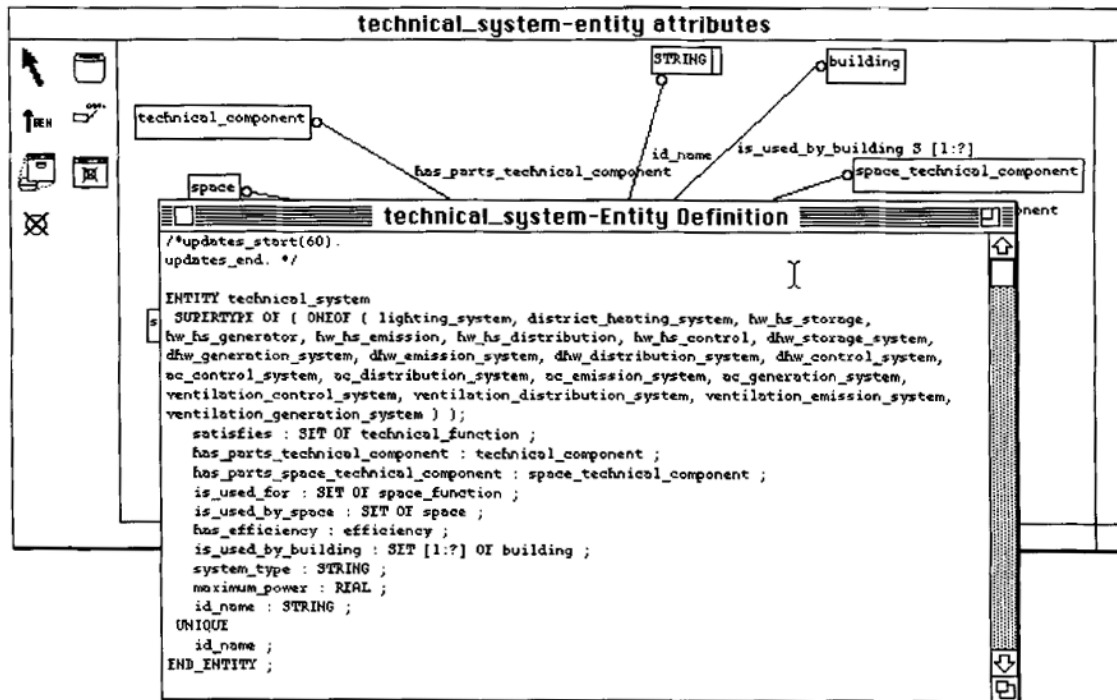 technical_system-entity attributes
STRING
building
technical_component
GEN
id_name
is_used_by_building S [1:?]
has_parts_technical_component
space_technical_component
space
technical_system-Entity Definition
/*updates_start(60).
updates_end. */
ENTITY technical_system
SUPERTYPE OF ( ONEOF ( lighting_system, district_heating_system, hw_hs_storage,
hw_hs_generator, hw_hs_emission, hw_hs_distribution, hw_hs_control, dhw_storage_system,
dhw_generation_system, dhw_emission_system, dhw_distribution_system, dhw_control_system,
ac_control_system, ac_distribution_system, ac_emission_system, ac_generation_system,
ventilation_control_system, ventilation_distribution_system, ventilation_emission_system,
ventilation_generation_system ) );
satisfies : SET OF technical_function ;
has_parts_technical_component : technical_component ;
has_parts_space_technical_component : space_technical_component ;
is_used_for : SET OF space_function ;
is_used_by_space : SET OF space ;
has_efficiency : efficiency ;
is_used_by_building : SET [1:?] OF building ;
system_type : STRING ;
maximum_power : REAL ;
id_name : STRING ;
UNIQUE
id_name ;
END_ENTITY ;